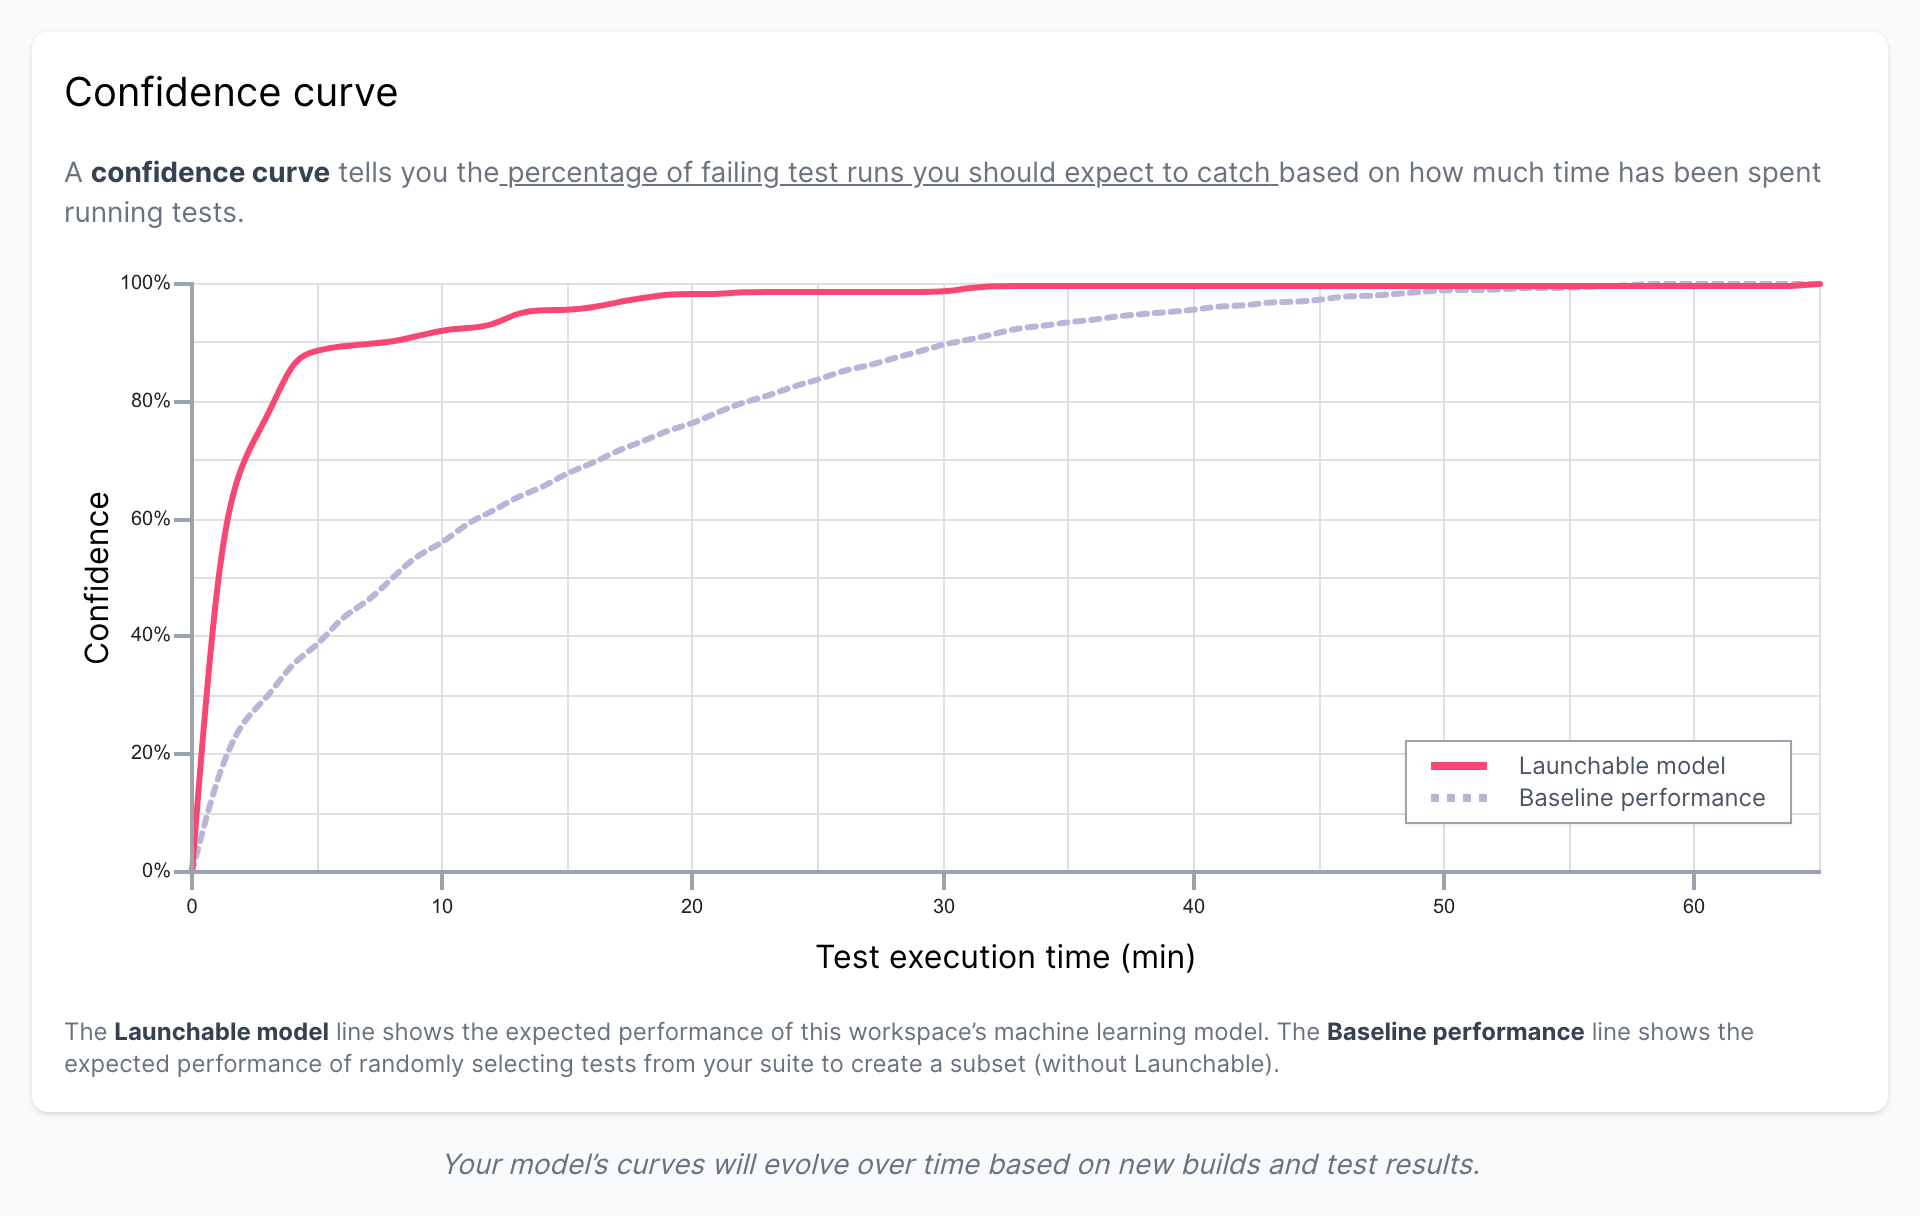 Confidence curve
A confidence curve tells you the percentage of failing test runs you should expect to catch based on how much time has been spent
running tests.
100%
80%
60%
40%
20%
0%
Confidence
Launchable model
Baseline performance
0 10 20 30 40 50 60
Test execution time (min)
The Launchable model line shows the expected performance of this workspace’s machine learning model. The Baseline performance line shows the
expected performance of randomly selecting tests from your suite to create a subset (without Launchable).
Your model’s curves will evolve over time based on new builds and test results.